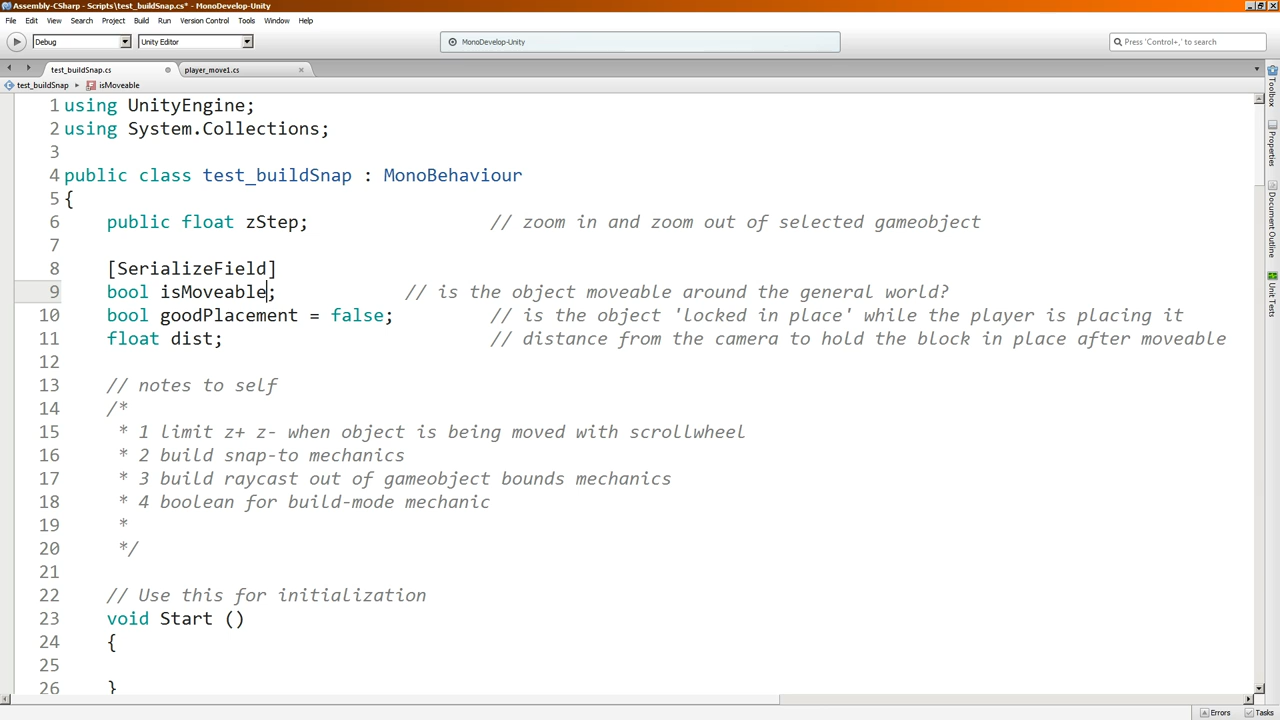 Assembly-CSharp - Scripts\test_buildSnap.cs* - MonoDevelop-Unity
File Edit View Search Project Build Run Version Control Tools Window Help
Debug Unity Editor MonoDevelop-Unity Press 'Control+,' to search
test_buildSnap.cs player_move1.cs
test_buildSnap isMoveable
1 using UnityEngine;
2 using System.Collections;
3
4 public class test_buildSnap : MonoBehaviour
5 {
6 public float zStep; // zoom in and zoom out of selected gameobject
7
8 [SerializeField]
9 bool isMoveable; // is the object moveable around the general world?
10 bool goodPlacement = false; // is the object 'locked in place' while the player is placing it
11 float dist; // distance from the camera to hold the block in place after moveable
12
13 // notes to self
14 /*
15 * 1 limit z+ z- when object is being moved with scrollwheel
16 * 2 build snap-to mechanics
17 * 3 build raycast out of gameobject bounds mechanics
18 * 4 boolean for build-mode mechanic
19 *
20 */
21
22 // Use this for initialization
23 void Start ()
24 {
25
26 }
Toolbox
Properties
Document Outline
Unit Tests
Errors Tasks